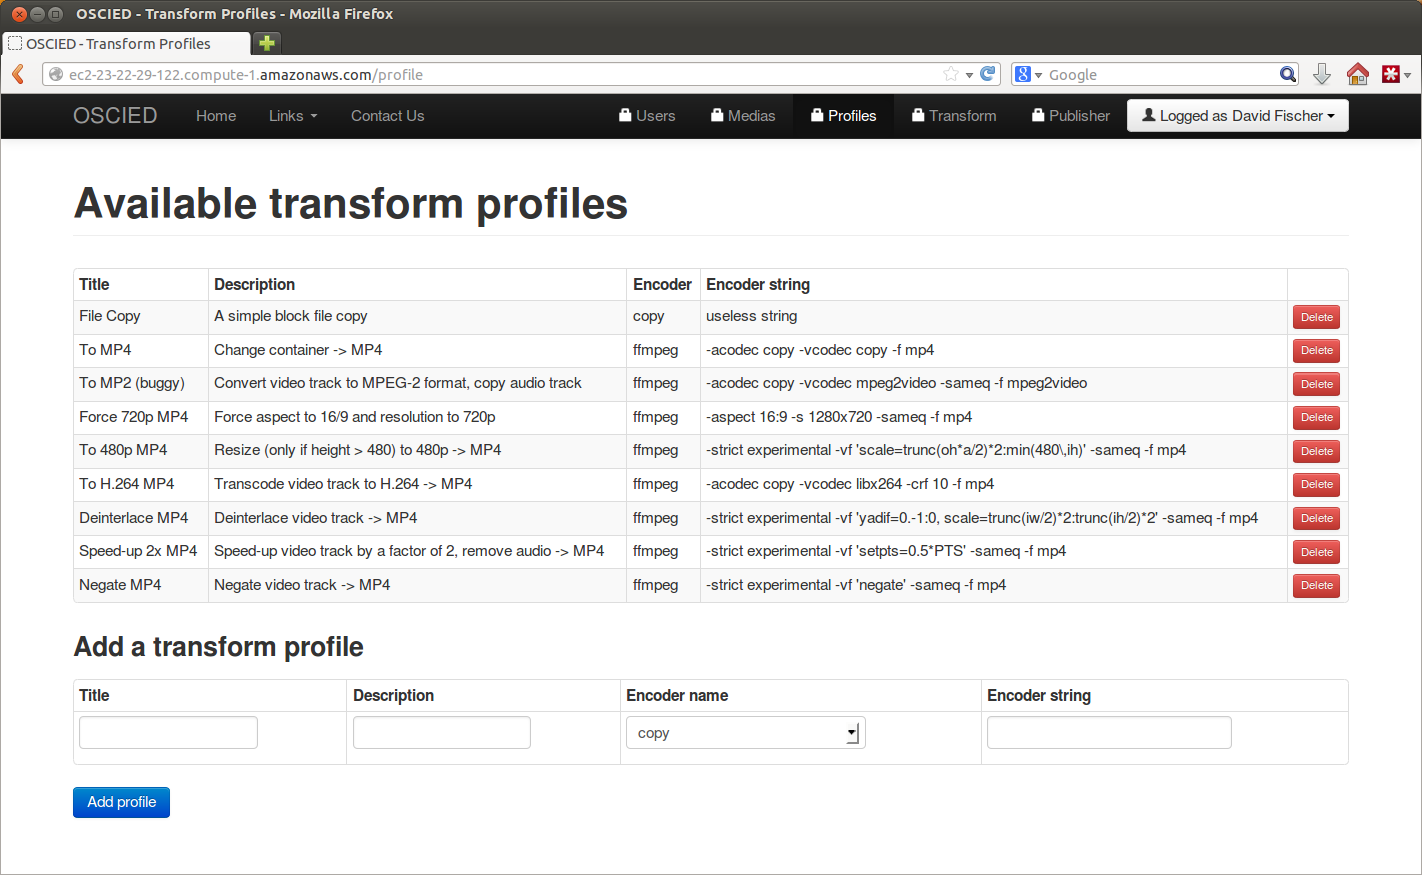 OSCIED - Transform Profiles - Mozilla Firefox
OSCIED - Transform Profiles
ec2-23-22-29-122.compute-1.amazonaws.com/profile Google
OSCIED Home Links Contact Us Users Medias Profiles Transform Publisher Logged as David Fischer
Available transform profiles
Title Description Encoder Encoder string
File Copy A simple block file copy copy useless string Delete
To MP4 Change container -> MP4 ffmpeg -acodec copy -vcodec copy -f mp4 Delete
To MP2 (buggy) Convert video track to MPEG-2 format, copy audio track ffmpeg -acodec copy -vcodec mpeg2video -sameq -f mpeg2video Delete
Force 720p MP4 Force aspect to 16/9 and resolution to 720p ffmpeg -aspect 16:9 -s 1280x720 -sameq -f mp4 Delete
To 480p MP4 Resize (only if height > 480) to 480p -> MP4 ffmpeg -strict experimental -vf 'scale=trunc(oh*a/2)*2:min(480\,ih)' -sameq -f mp4 Delete
To H.264 MP4 Transcode video track to H.264 -> MP4 ffmpeg -acodec copy -vcodec libx264 -crf 10 -f mp4 Delete
Deinterlace MP4 Deinterlace video track -> MP4 ffmpeg -strict experimental -vf 'yadif=0.-1:0, scale=trunc(iw/2)*2:trunc(ih/2)*2' -sameq -f mp4 Delete
Speed-up 2x MP4 Speed-up video track by a factor of 2, remove audio -> MP4 ffmpeg -strict experimental -vf 'setpts=0.5*PTS' -sameq -f mp4 Delete
Negate MP4 Negate video track -> MP4 ffmpeg -strict experimental -vf 'negate' -sameq -f mp4 Delete
Add a transform profile
Title Description Encoder name Encoder string
copy
Add profile